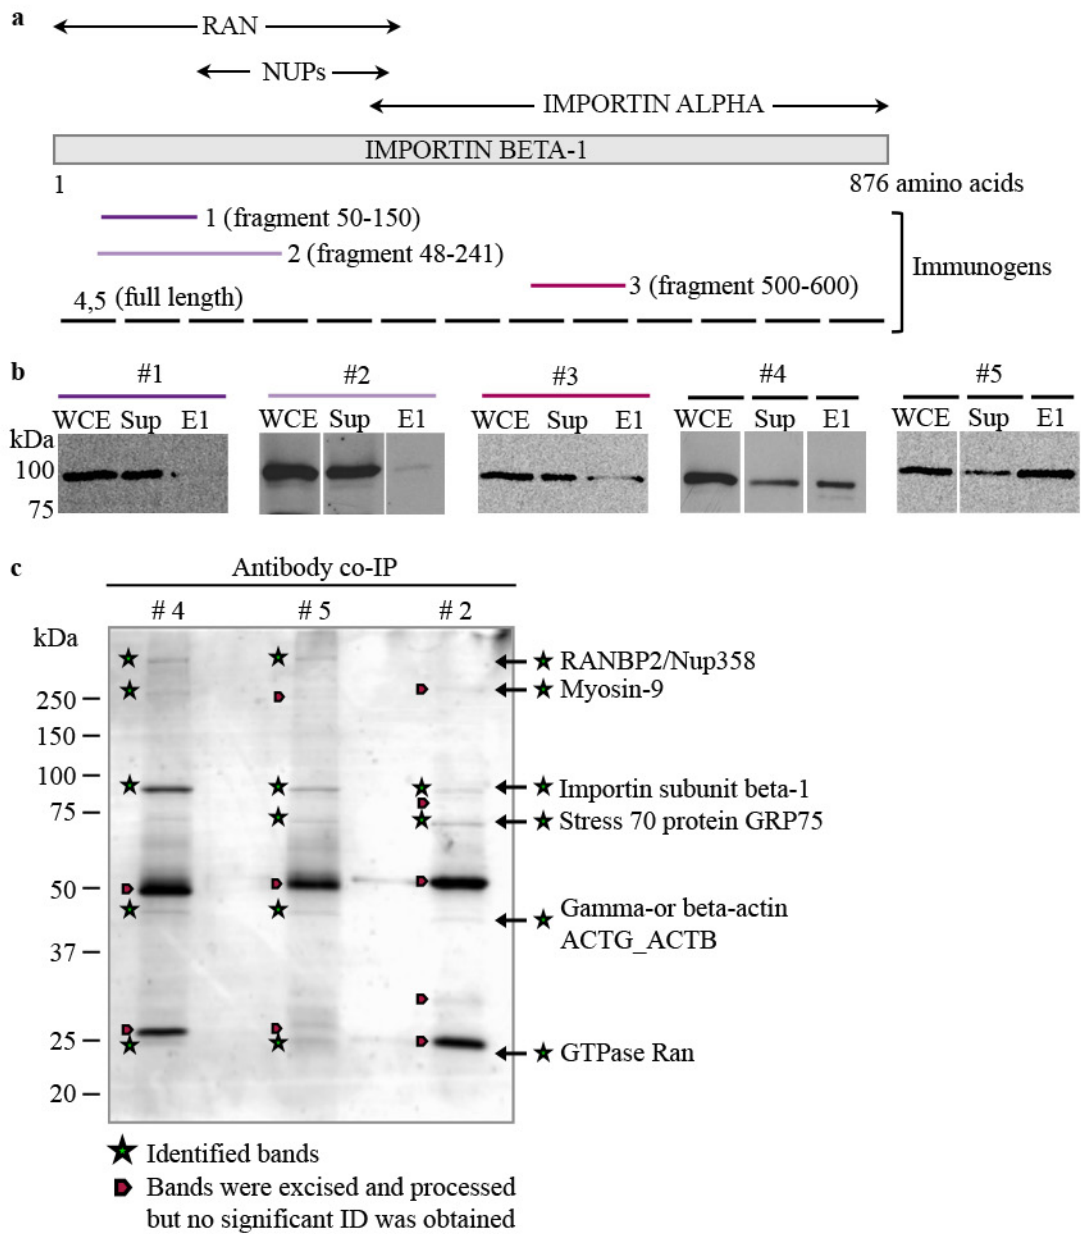 a
RAN
NUPs
IMPORTIN ALPHA
IMPORTIN BETA-1
1
876 amino acids
1 (fragment 50-150)
2 (fragment 48-241)
3 (fragment 500-600)
4,5 (full length)
Immunogens
b
#1 #2 #3 #4 #5
WCE Sup E1 WCE Sup E1 WCE Sup E1 WCE Sup E1 WCE Sup E1
kDa
100
75
c
Antibody co-IP
# 4 # 5 # 2
kDa
RANBP2/Nup358
Myosin-9
250
150
100
Importin subunit beta-1
75
Stress 70 protein GRP75
50
Gamma-or beta-actin
ACTG_ACTB
37
25
GTPase Ran
20
Identified bands
Bands were excised and processed
but no significant ID was obtained